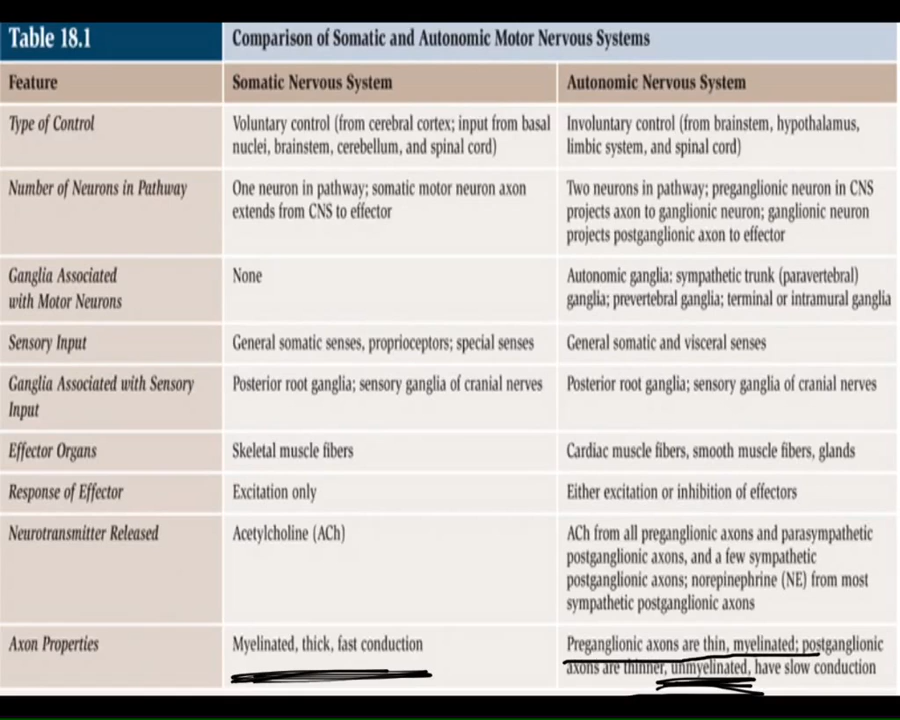 Table 18.1 Comparison of Somatic and Autonomic Motor Nervous Systems
Feature Somatic Nervous System Autonomic Nervous System
Type of Control
Voluntary control (from cerebral cortex; input from basal
nuclei, brainstem, cerebellum, and spinal cord)
Involuntary control (from brainstem, hypothalamus,
limbic system, and spinal cord)
Number of Neurons in Pathway
One neuron in pathway; somatic motor neuron axon
extends from CNS to effector
Two neurons in pathway; preganglionic neuron in CNS
projects axon to ganglionic neuron; ganglionic neuron
projects postganglionic axon to effector
Ganglia Associated
with Motor Neurons
None
Autonomic ganglia: sympathetic trunk (paravertebral)
ganglia; prevertebral ganglia; terminal or intramural ganglia
Sensory Input
General somatic senses, proprioceptors; special senses
General somatic and visceral senses
Ganglia Associated with Sensory
Input
Posterior root ganglia; sensory ganglia of cranial nerves
Posterior root ganglia; sensory ganglia of cranial nerves
Effector Organs
Skeletal muscle fibers
Cardiac muscle fibers, smooth muscle fibers, glands
Response of Effector
Excitation only
Either excitation or inhibition of effectors
Neurotransmitter Released
Acetylcholine (ACh)
ACh from all preganglionic axons and parasympathetic
postganglionic axons, and a few sympathetic
postganglionic axons; norepinephrine (NE) from most
sympathetic postganglionic axons
Axon Properties
Myelinated, thick, fast conduction
Preganglionic axons are thin, myelinated; postganglionic
axons are thinner, unmyelinated, have slow conduction